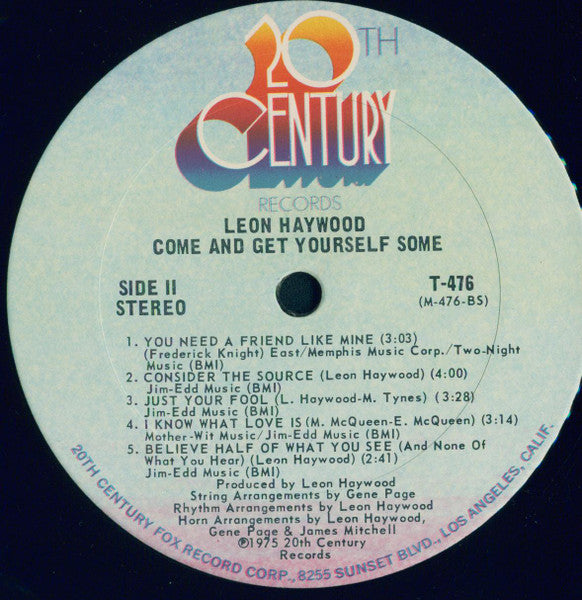 20TH
CENTURY
RECORDS
LEON HAYWOOD
COME AND GET YOURSELF SOME
SIDE II
STEREO
T-476
(M-476-BS)
1. YOU NEED A FRIEND LIKE MINE (3:03)
(Frederick Knight) East/Memphis Music Corp./Two-Night
Music (BMI)
2. CONSIDER THE SOURCE (Leon Haywood) (4:00)
Jim-Edd Music (BMI)
3. JUST YOUR FOOL (L. Haywood-M. Tynes) (3:28)
Jim-Edd Music (BMI)
4. I KNOW WHAT LOVE IS (M. McQueen-E. McQueen) (3:14)
Mother-Wit Music/Jim-Edd Music (BMI)
5. BELIEVE HALF OF WHAT YOU SEE (And None Of
What You Hear) (Leon Haywood) (2:41)
Jim-Edd Music (BMI)
Produced by Leon Haywood
String Arrangements by Gene Page
Rhythm Arrangements by Leon Haywood
Horn Arrangements by Leon Haywood,
Gene Page & James Mitchell
℗1975 20th Century
Records
20TH CENTURY FOX RECORD CORP., 8255 SUNSET BLVD., LOS ANGELES, CALIF.